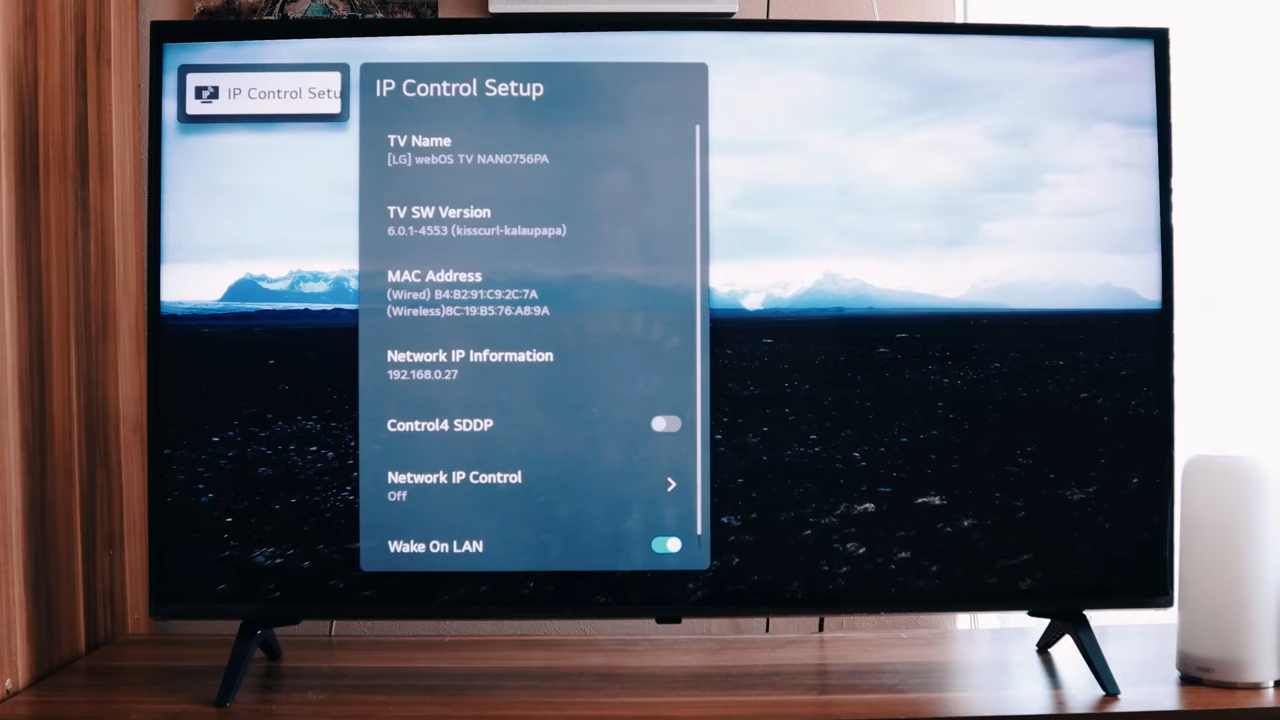 IP Control Setu
IP Control Setup
TV Name
[LG] webOS TV NANO756PA
TV SW Version
6.0.1-4553 (kisscurl-kalaupapa)
MAC Address
(Wired) B4:B2:91:C9:2C:7A
(Wireless)8C:19:B5:76:A8:9A
Network IP Information
192.168.0.27
Control4 SDDP
Network IP Control
Off
Wake On LAN